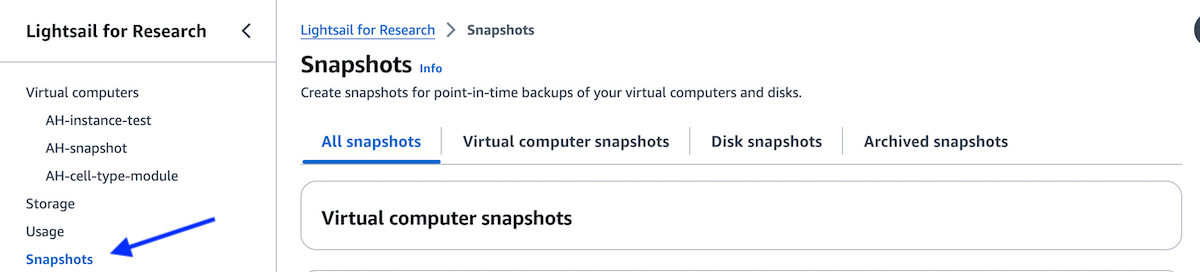 Lightsail for Research
Virtual computers
AH-instance-test
AH-snapshot
AH-cell-type-module
Storage
Usage
Snapshots
Lightsail for Research > Snapshots
Snapshots Info
Create snapshots for point-in-time backups of your virtual computers and disks.
All snapshots Virtual computer snapshots Disk snapshots Archived snapshots
Virtual computer snapshots